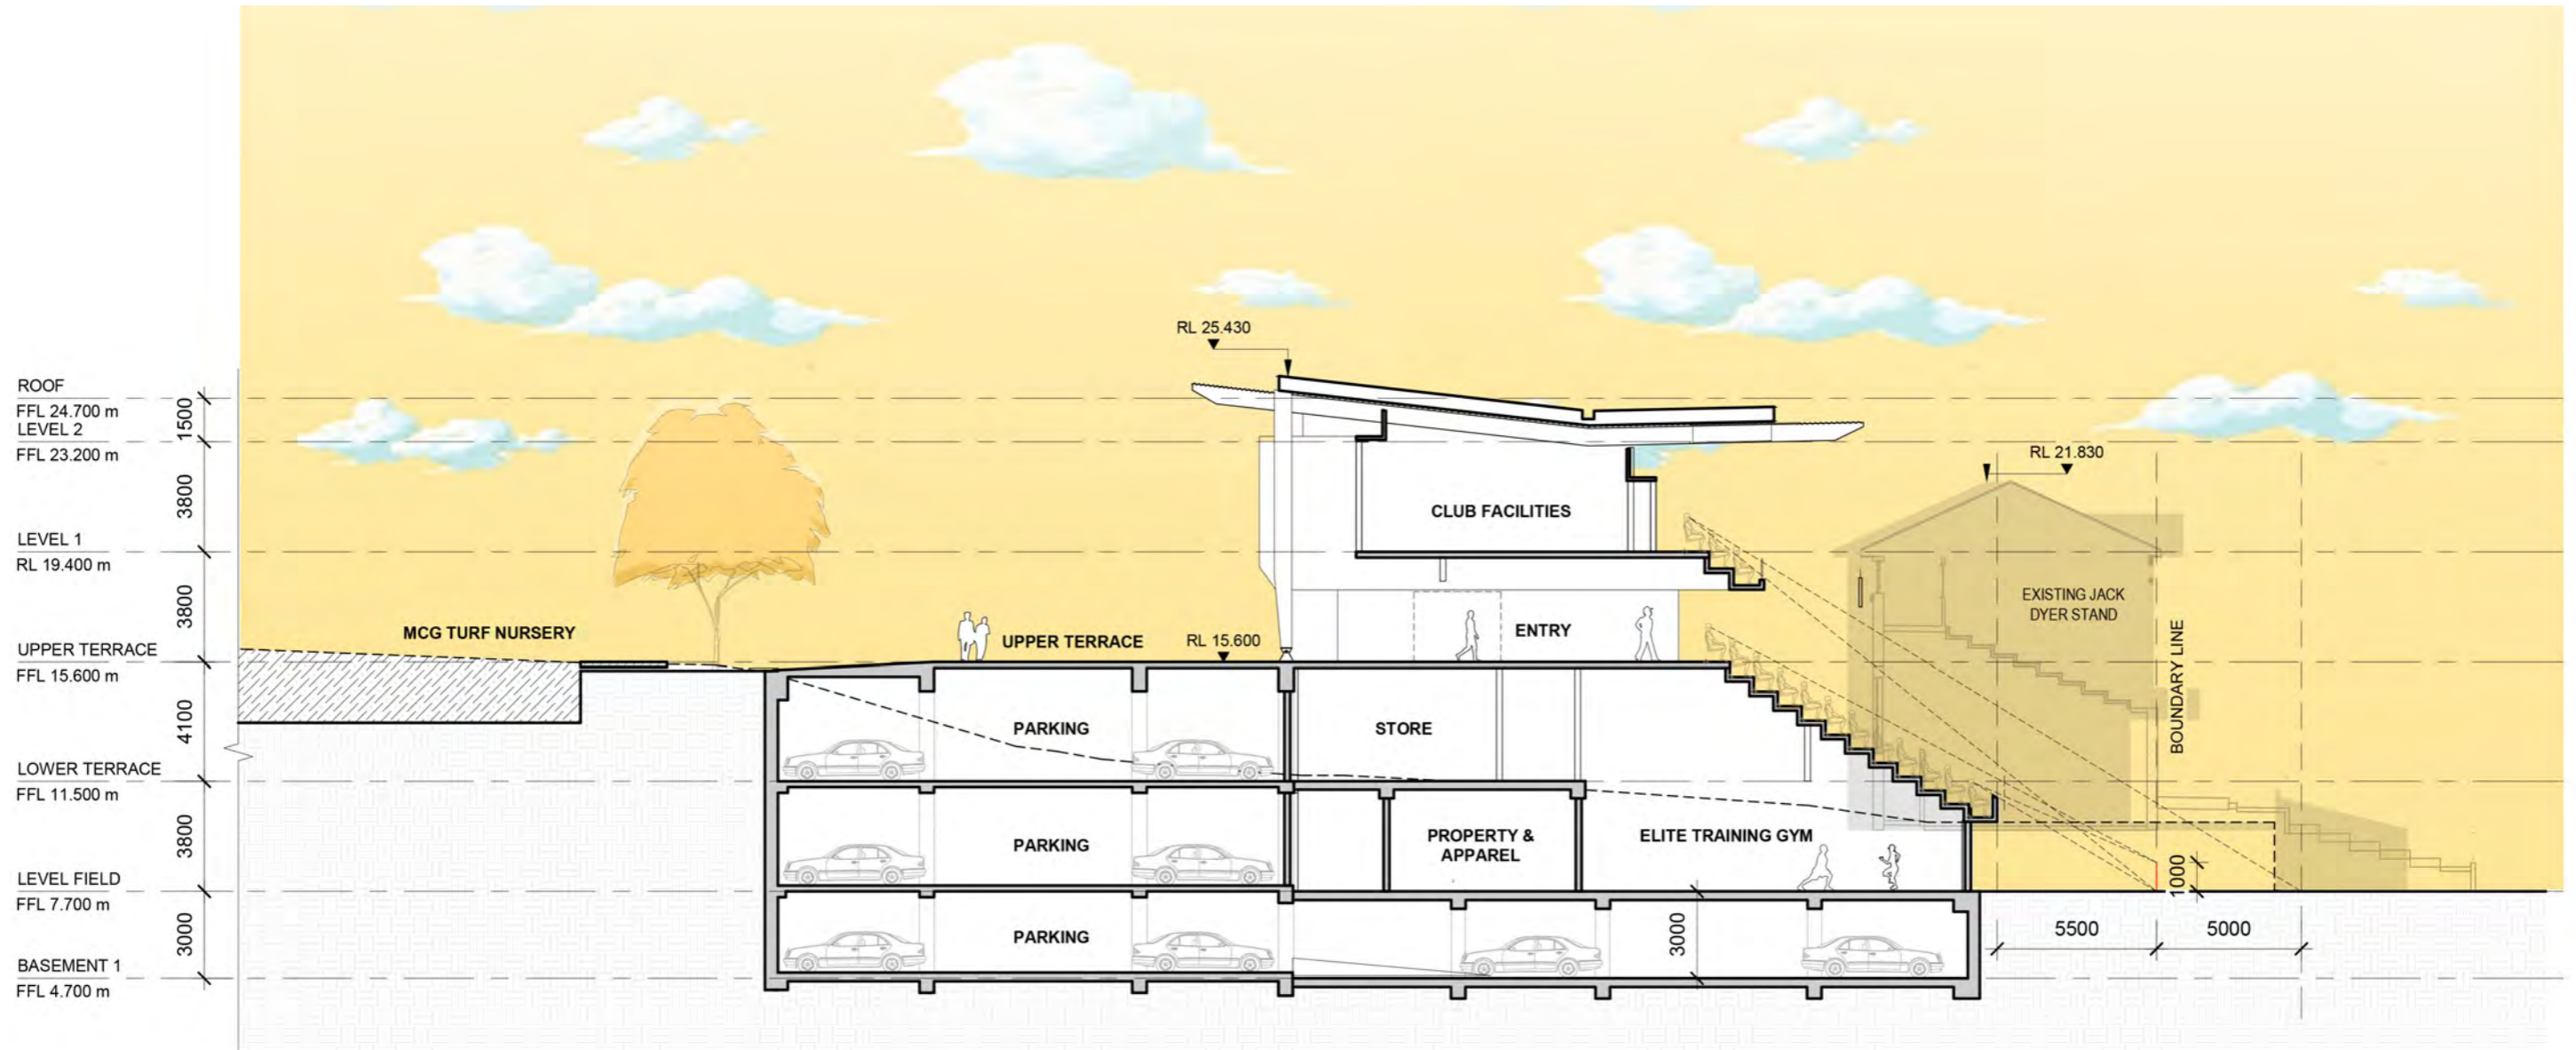 RL 25.430
ROOF
FFL 24.700 m
LEVEL 2
FFL 23.200 m
1500
3800
LEVEL 1
RL 19.400 m
3800
UPPER TERRACE
FFL 15.600 m
4100
LOWER TERRACE
FFL 11.500 m
3800
LEVEL FIELD
FFL 7.700 m
3000
BASEMENT 1
FFL 4.700 m
MCG TURF NURSERY
UPPER TERRACE
RL 15.600
CLUB FACILITIES
ENTRY
RL 21.830
EXISTING JACK
DYER STAND
BOUNDARY LINE
PARKING
STORE
PARKING
PROPERTY &
APPAREL
ELITE TRAINING GYM
1000
PARKING
3000
5500
5000